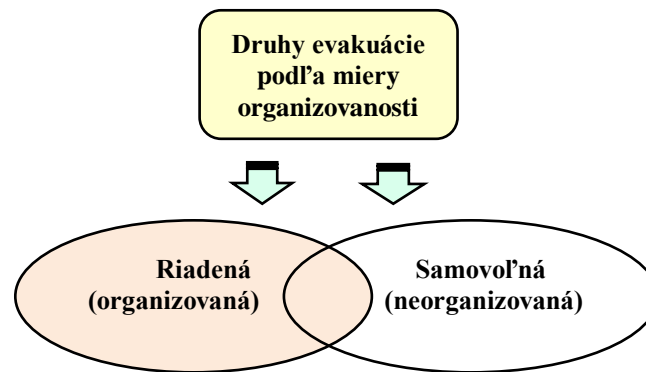 Druhy evakuácie
podľa miery
organizovanosti
Riadená
(organizovaná)
Samovoľná
(neorganizovaná)